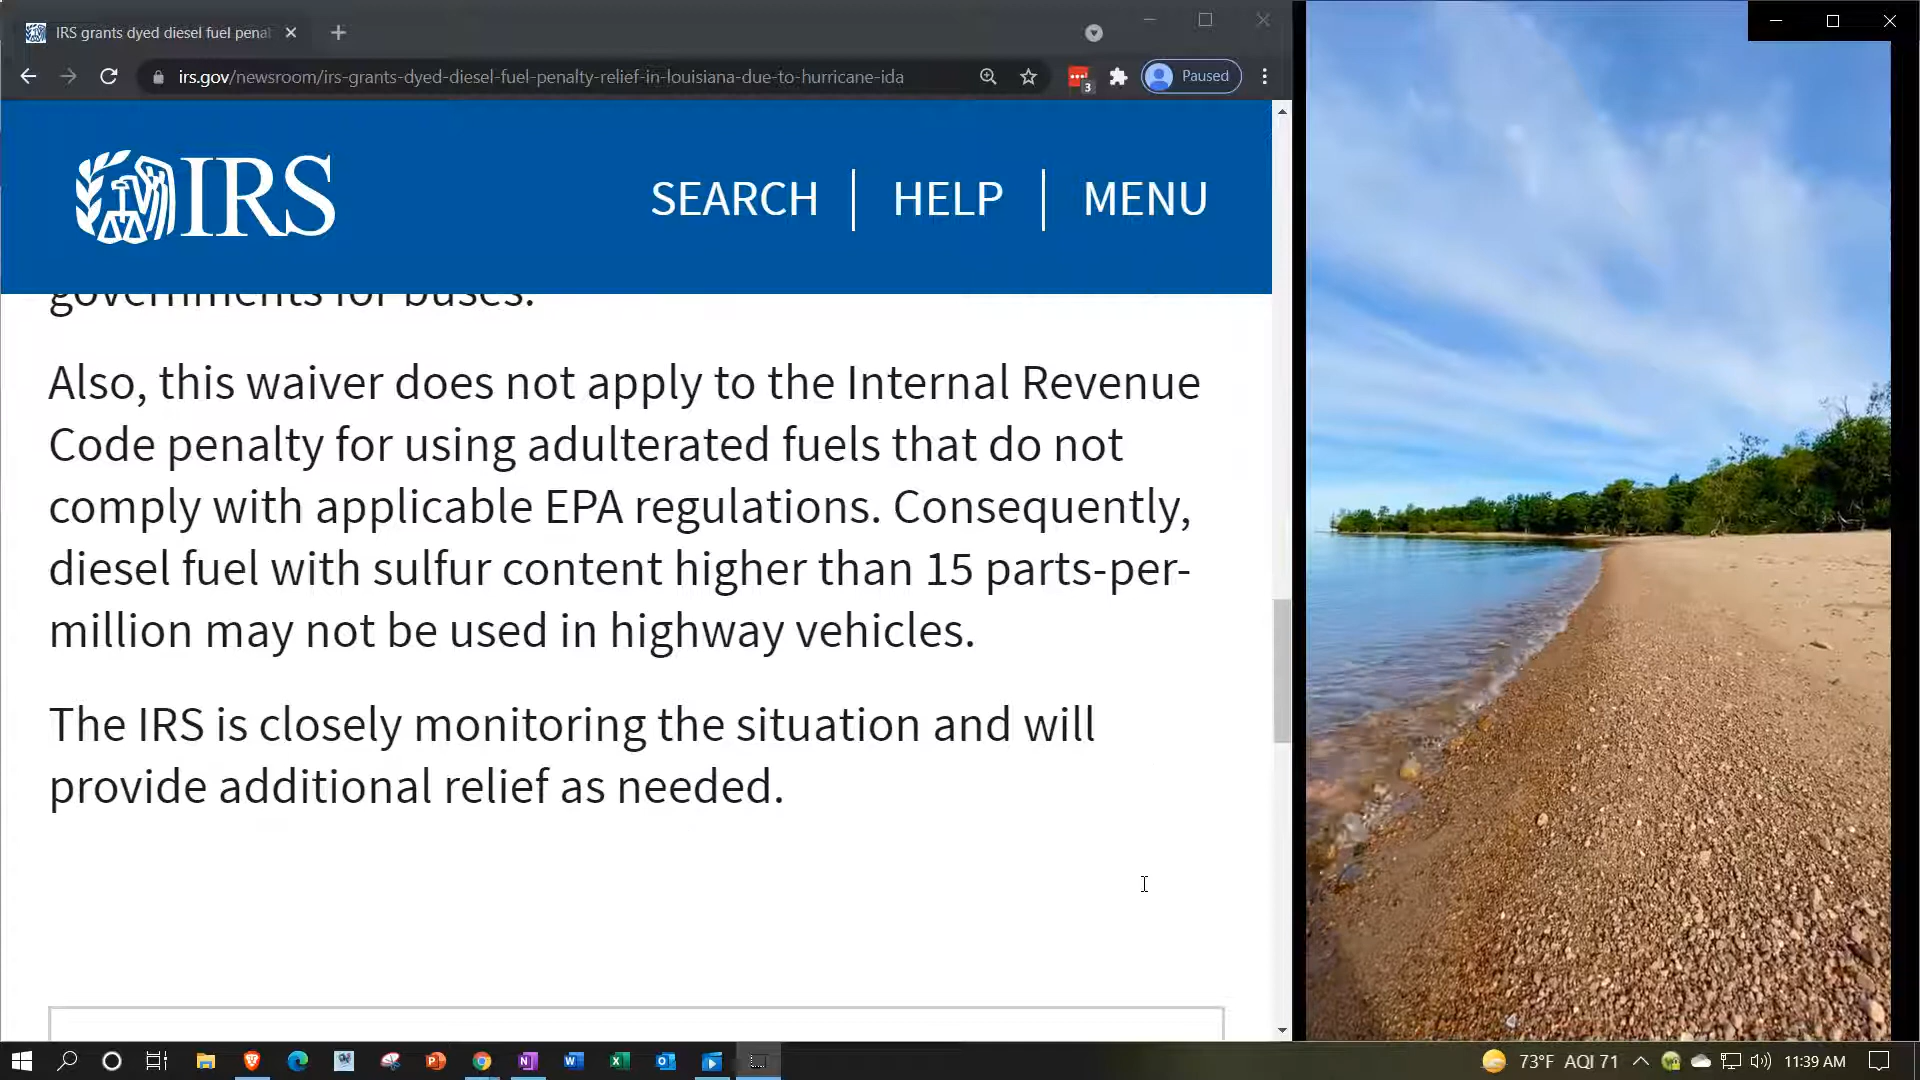 IRS grants dyed diesel fuel penal
irs.gov/newsroom/irs-grants-dyed-diesel-fuel-penalty-relief-in-louisiana-due-to-hurricane-ida
3
Paused
IRS
SEARCH
HELP
MENU
governments for buses.
Also, this waiver does not apply to the Internal Revenue
Code penalty for using adulterated fuels that do not
comply with applicable EPA regulations. Consequently,
diesel fuel with sulfur content higher than 15 parts-per-
million may not be used in highway vehicles.
The IRS is closely monitoring the situation and will
provide additional relief as needed.
73°F AQI 71
11:39 AM